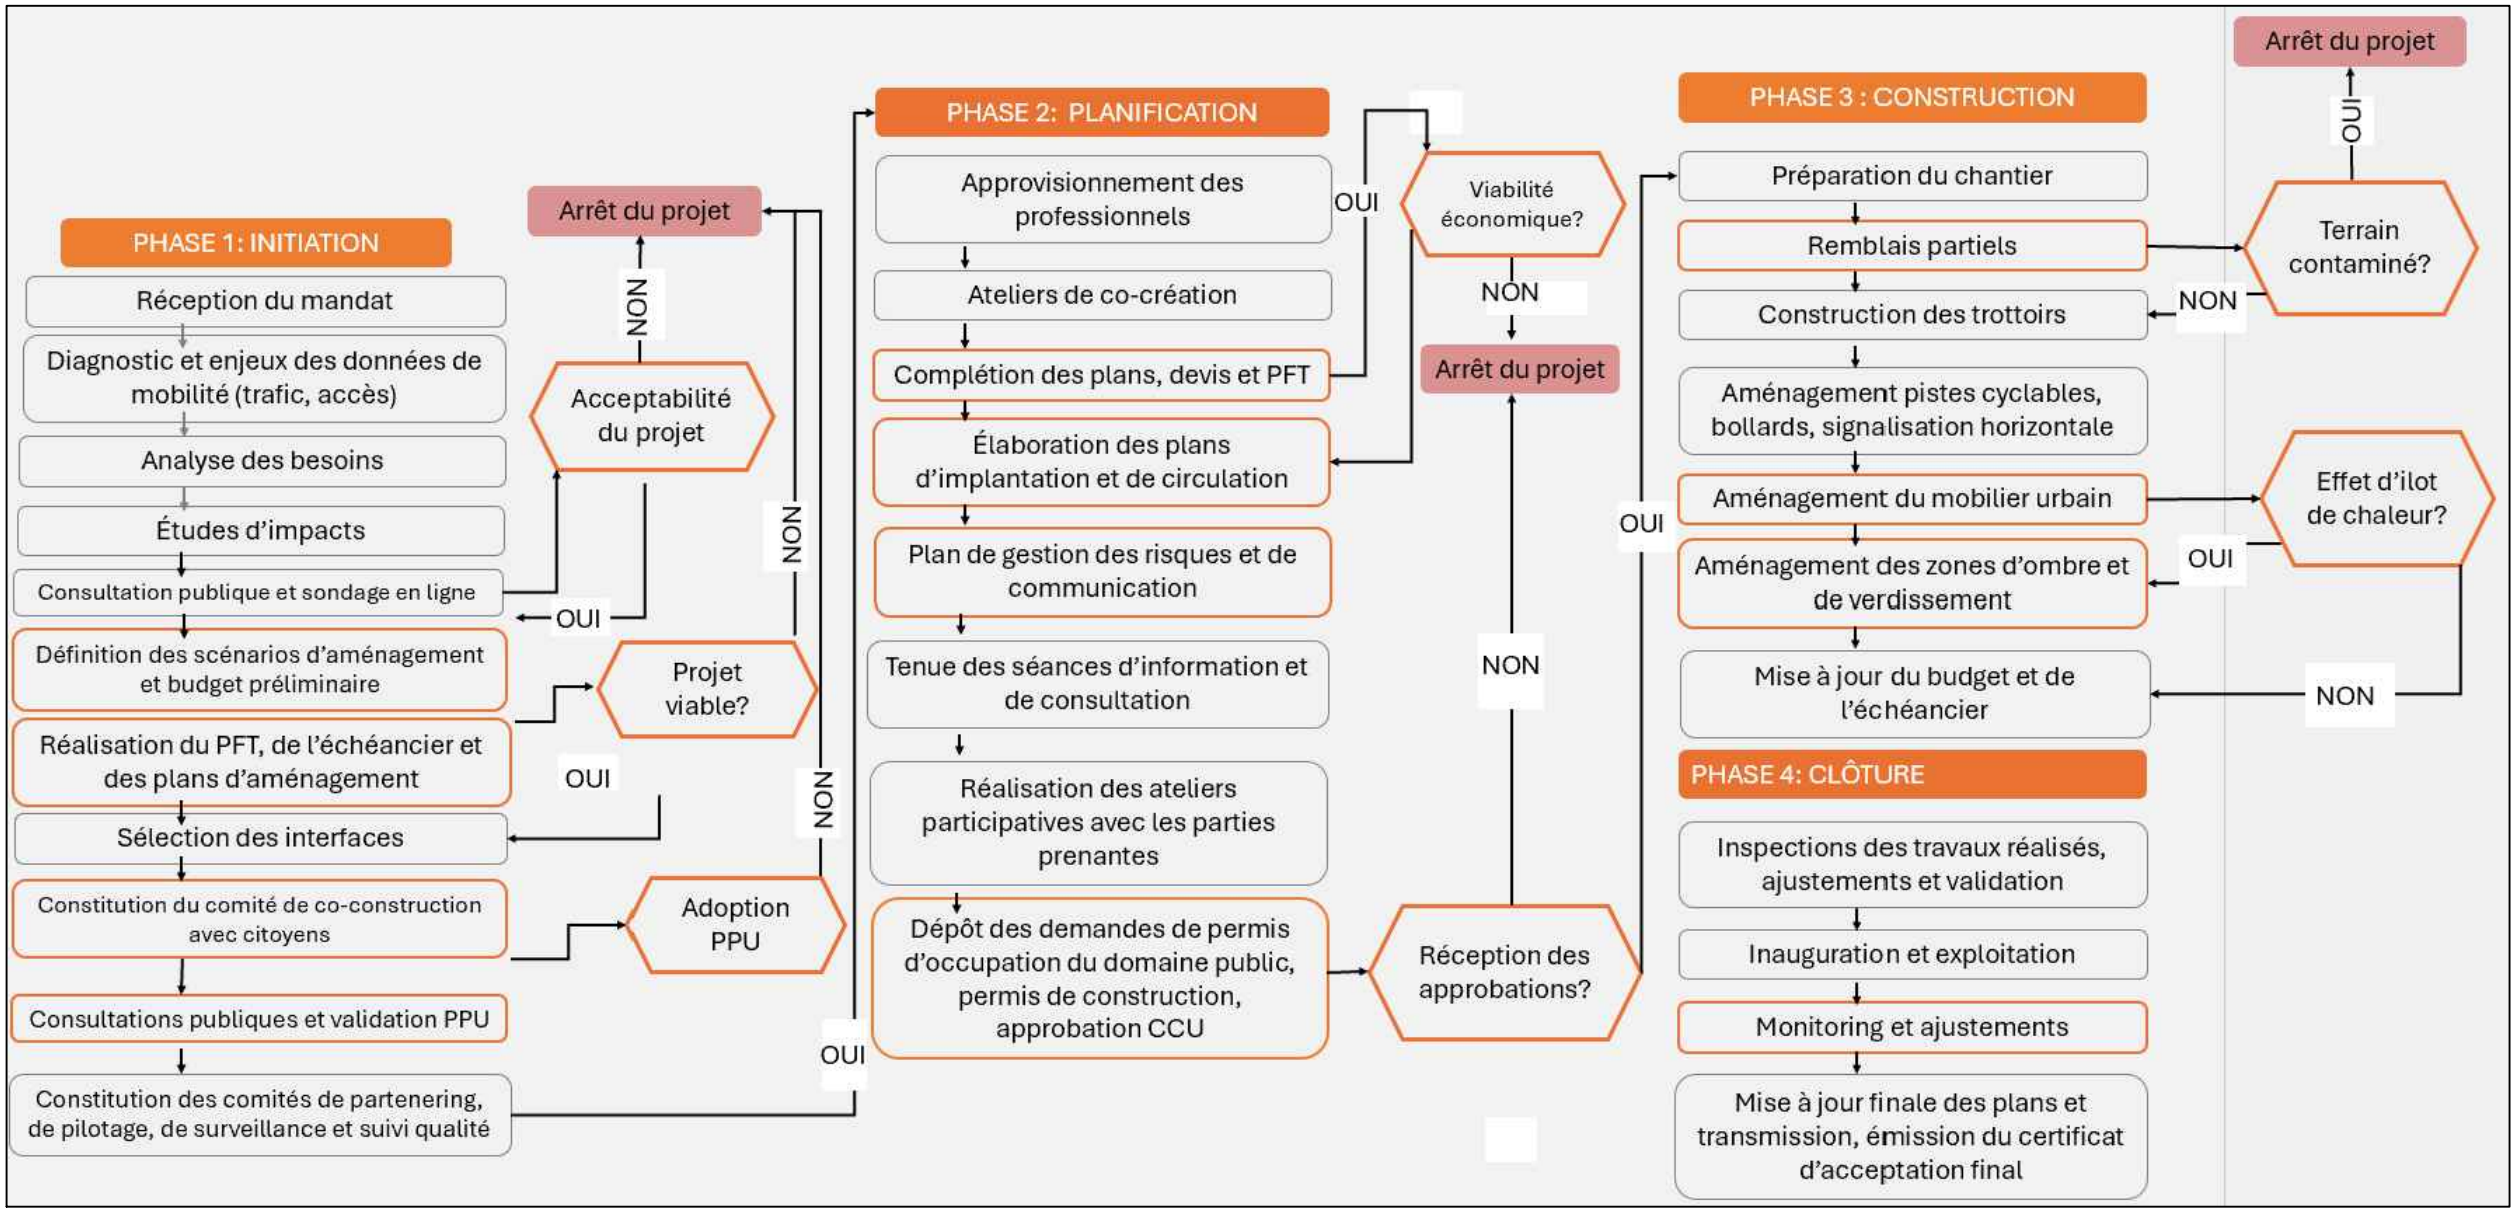 PHASE 1: INITIATION
Réception du mandat
Diagnostic et enjeux des données de
mobilité (trafic, accès)
Analyse des besoins
Études d'impacts
Consultation publique et sondage en ligne
Définition des scénarios d'aménagement
et budget préliminaire
Réalisation du PFT, de l'échéancier et
des plans d'aménagement
Sélection des interfaces
Constitution du comité de co-construction
avec citoyens
Consultations publiques et validation PPU
Constitution des comités de partenering,
de pilotage, de surveillance et suivi qualité
Arrêt du projet
NON
Acceptabilité
du projet
OUI
NON
Projet
viable?
OUI
NON
Adoption
PPU
OUI
PHASE 2: PLANIFICATION
Approvisionnement des
professionnels
Ateliers de co-création
Complétion des plans, devis et PFT
Élaboration des plans
d'implantation et de circulation
Plan de gestion des risques et de
communication
Tenue des séances d'information et
de consultation
Réalisation des ateliers
participatives avec les parties
prenantes
Dépôt des demandes de permis
d'occupation du domaine public,
permis de construction,
approbation CCU
OUI
Viabilité
économique?
NON
Arrêt du projet
NON
Réception des
approbations?
OUI
PHASE 3 : CONSTRUCTION
Préparation du chantier
Remblais partiels
Construction des trottoirs
Aménagement pistes cyclables,
bollards, signalisation horizontale
Aménagement du mobilier urbain
Aménagement des zones d'ombre et
de verdissement
Mise à jour du budget et de
l'échéancier
Arrêt du projet
OUI
Terrain
contaminé?
NON
Effet d'ilot
de chaleur?
OUI
NON
PHASE 4: CLÔTURE
Inspections des travaux réalisés,
ajustements et validation
Inauguration et exploitation
Monitoring et ajustements
Mise à jour finale des plans et
transmission, émission du certificat
d'acceptation final